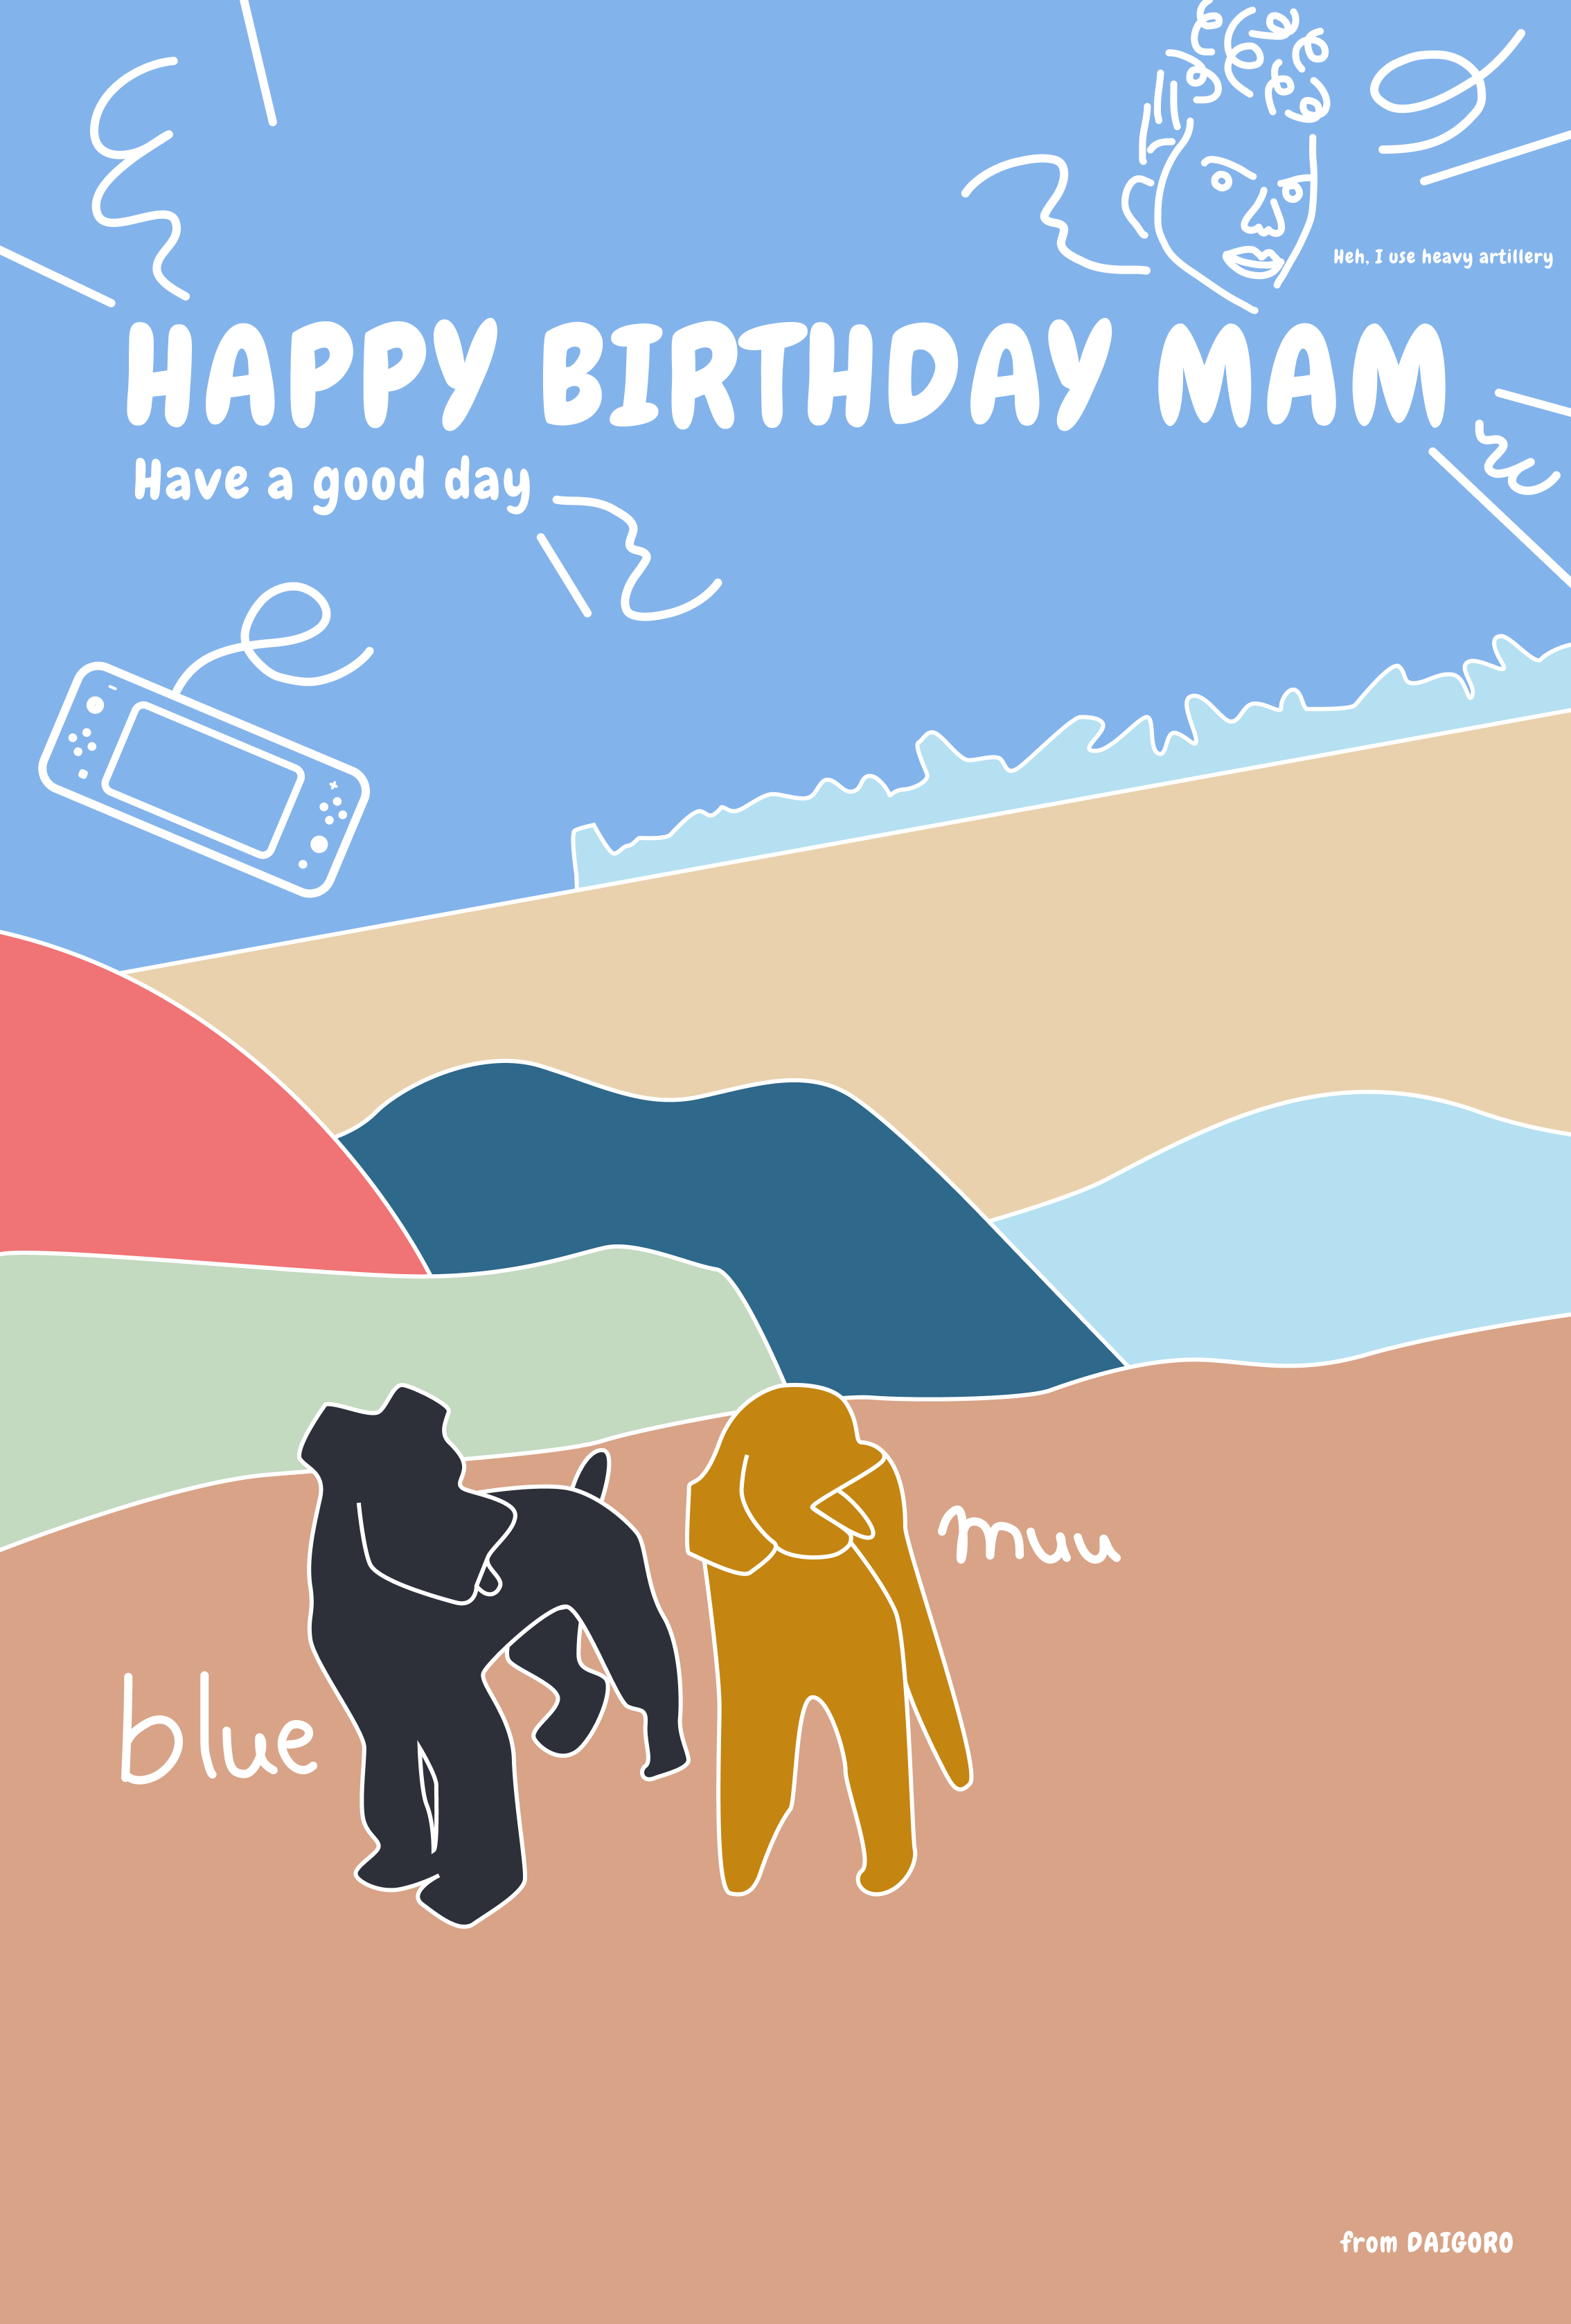 Heh, I use heavy artillery
HAPPY BIRTHDAY MAM
Have a good day
muu
blue
from DAIGORO